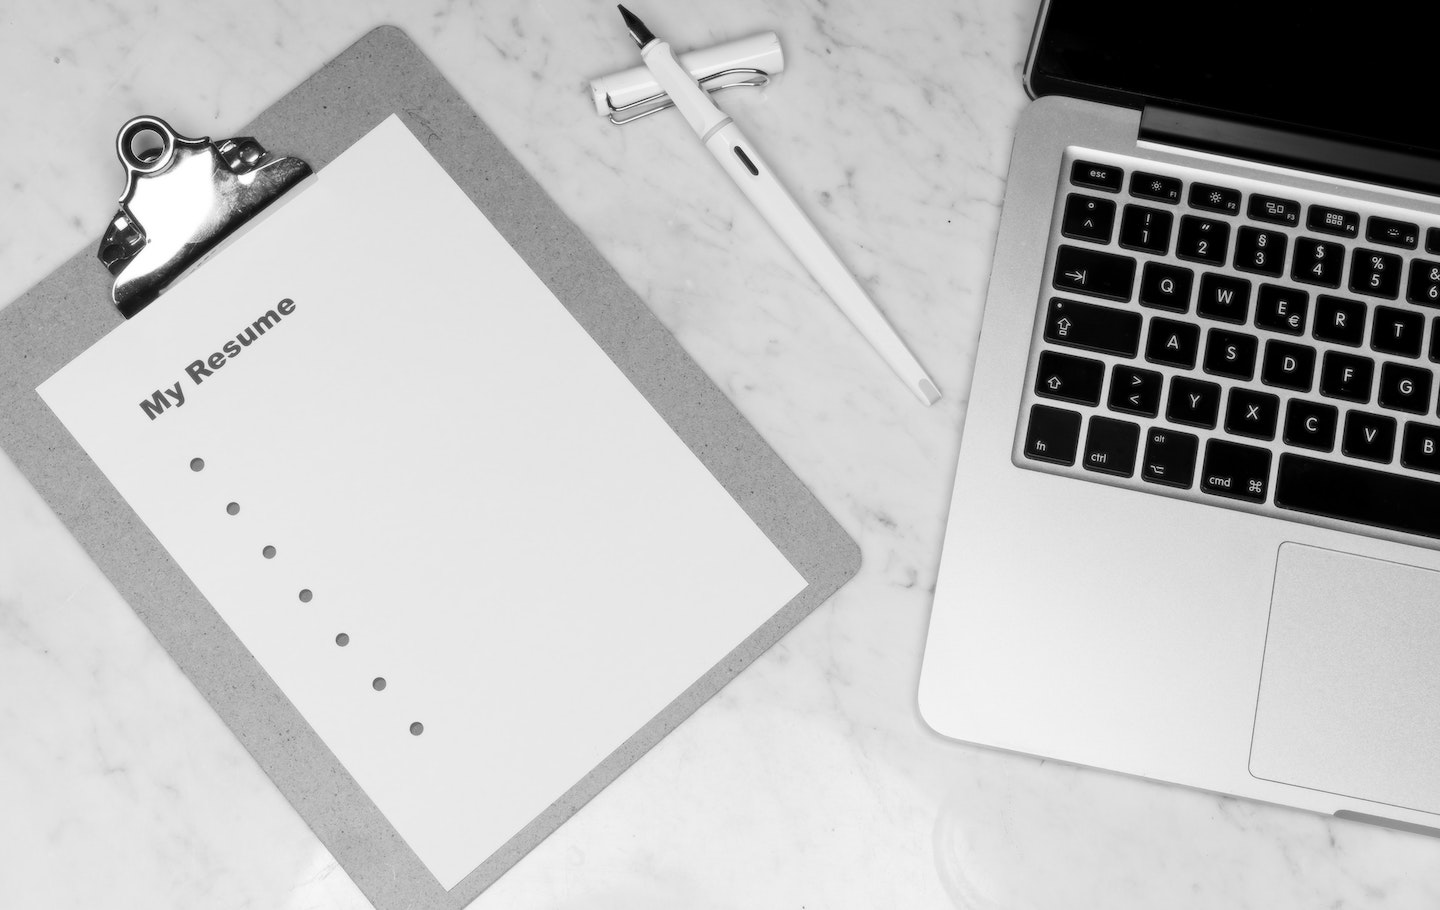 My Resume
esc F1 F2 F3 F4 F5
° ^ ! 1 " 2 § 3 $ 4 % 5 & 6
Q W E € R T
A S D F G
> < Y X C V B
fn ctrl alt cmd ⌘